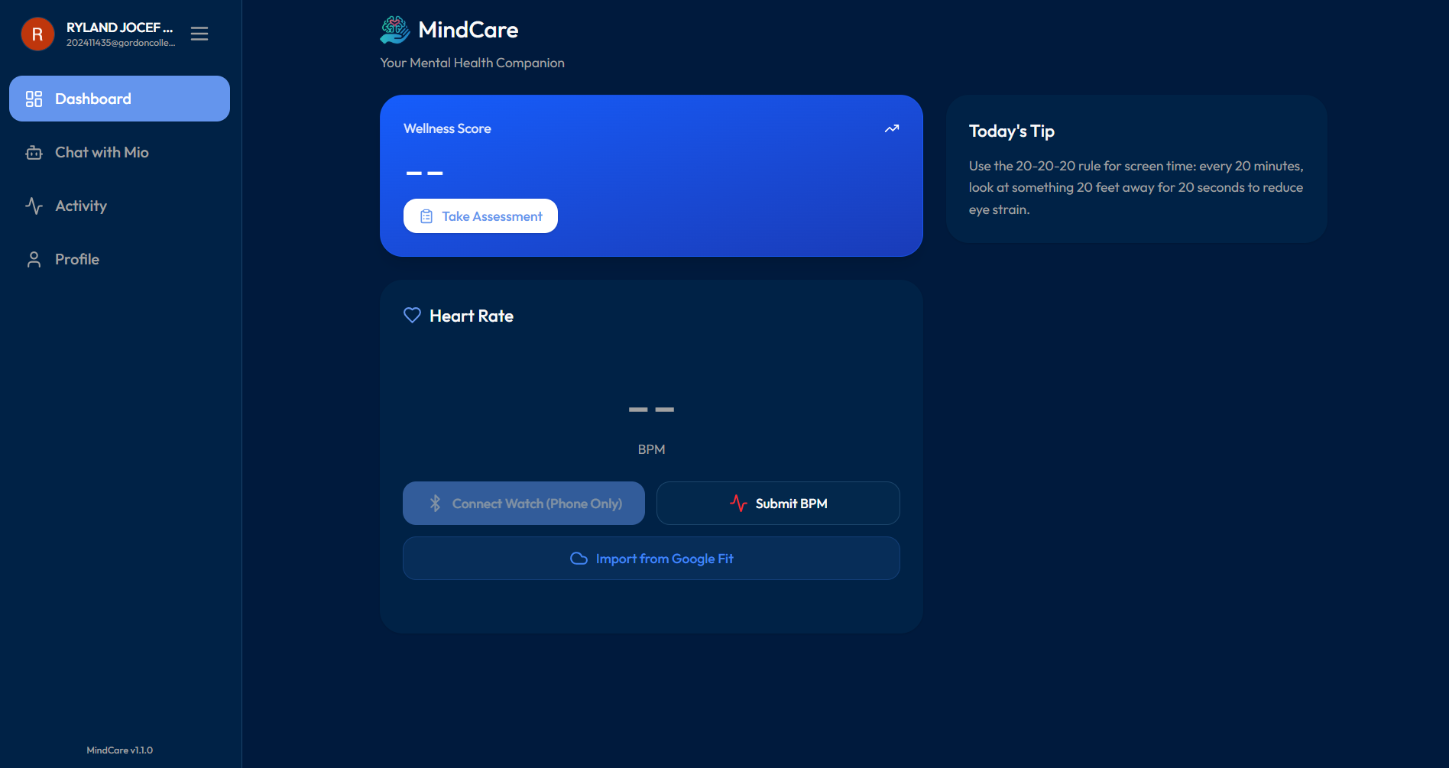 R
RYLAND JOCEF ...
202411435@gordoncolle...
Dashboard
Chat with Mio
Activity
Profile
MindCare v1.1.0
MindCare
Your Mental Health Companion
Wellness Score
--
Take Assessment
Today's Tip
Use the 20-20-20 rule for screen time: every 20 minutes,
look at something 20 feet away for 20 seconds to reduce
eye strain.
Heart Rate
--
BPM
Connect Watch (Phone Only)
Submit BPM
Import from Google Fit